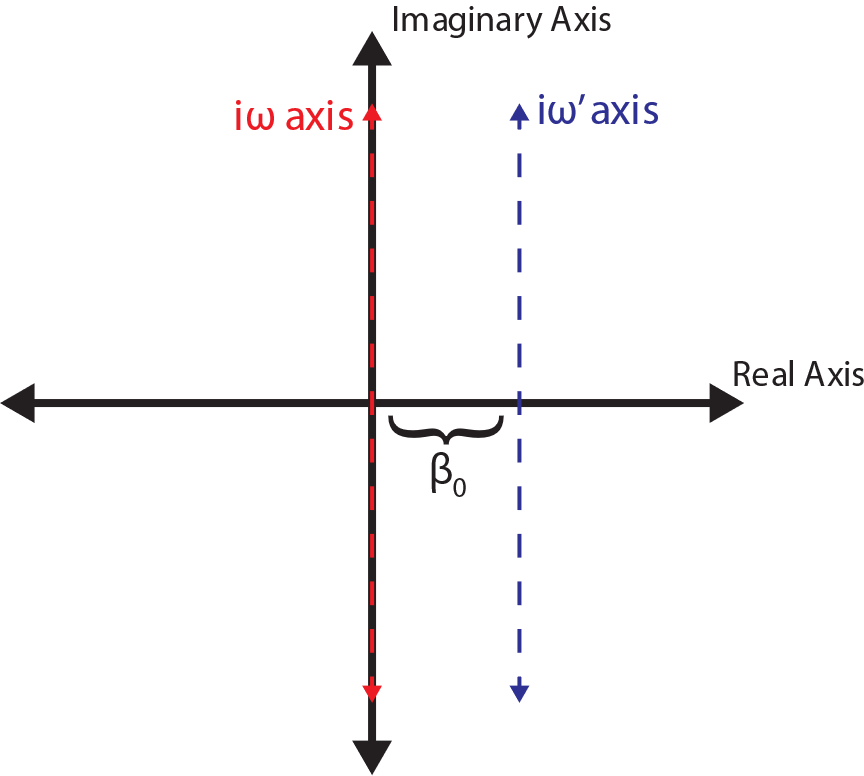 Imaginary Axis
iω axis
iω’ axis
Real Axis
β₀